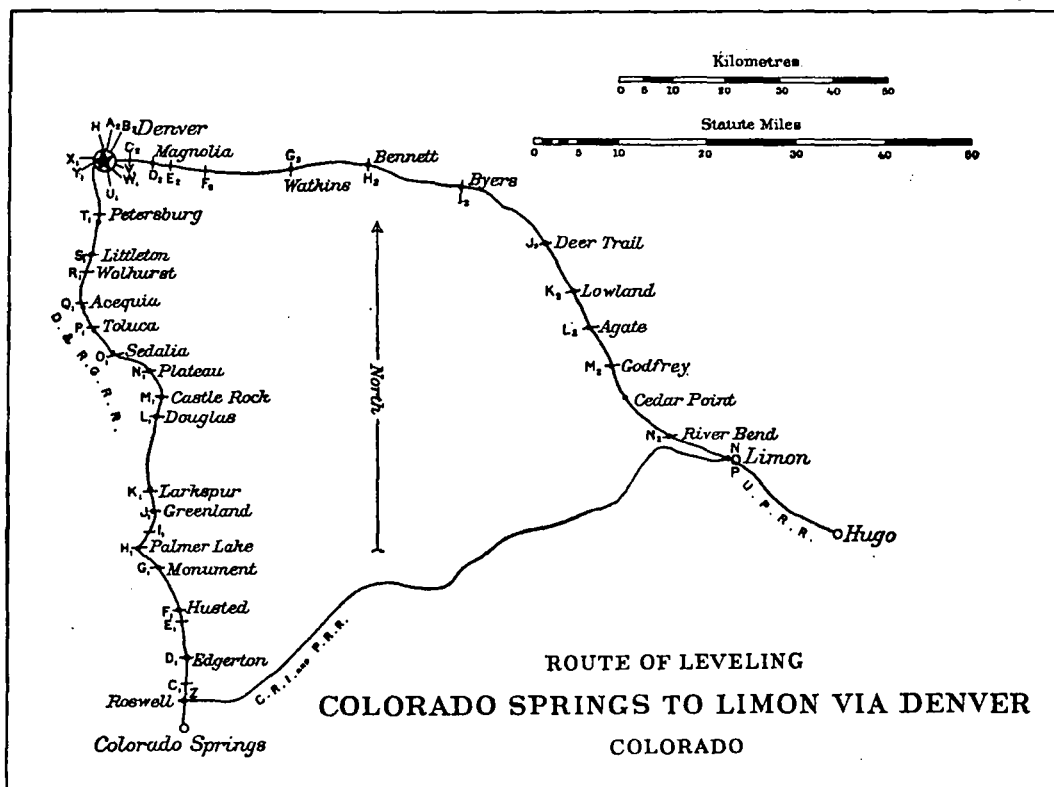 Kilometres
0 5 10 20 30 40 50
Statute Miles
0 5 10 20 30 40 50
H A₂ B₂ Denver
X₁
Y₁
U₁
V₁
W₁
C₂
Magnolia
D₂ E₂
F₂
G₂
Watkins
Bennett
H₂
Byers
I₂
T₁ Petersburg
S₁ Littleton
R₁ Wolhurst
Q₁ Acequia
P₁ Toluca
O₁ Sedalia
N₁ Plateau
M₁ Castle Rock
L₁ Douglas
D. & R.G. R.R.
North
J₂ Deer Trail
K₂ Lowland
L₂ Agate
M₂ Godfrey
Cedar Point
N₂ River Bend
N
Limon
P
U. P. R.R.
Hugo
K₁ Larkspur
J₁ Greenland
I₁
H₁ Palmer Lake
G₁ Monument
F₁ Husted
E₁
D₁ Edgerton
C₁
Z
Roswell
Colorado Springs
C. R. I. and P. R.R.
ROUTE OF LEVELING
COLORADO SPRINGS TO LIMON VIA DENVER
COLORADO